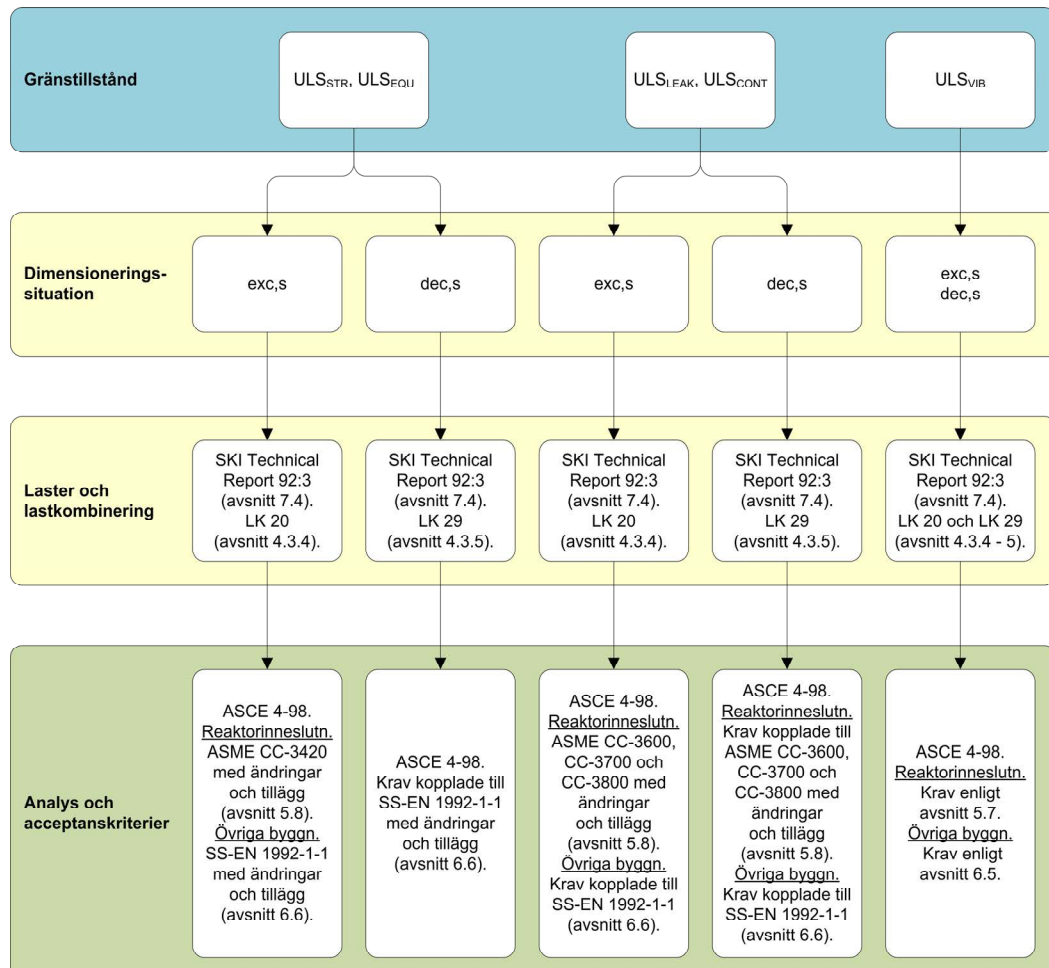 Gränstillstånd
ULSSTR, ULSEQU
ULSLEAK, ULSCONT
ULSVIB
Dimensionerings-
situation
exc,s
dec,s
exc,s
dec,s
exc,s
dec,s
Laster och
lastkombinering
SKI Technical
Report 92:3
(avsnitt 7.4).
LK 20
(avsnitt 4.3.4).
SKI Technical
Report 92:3
(avsnitt 7.4).
LK 29
(avsnitt 4.3.5).
SKI Technical
Report 92:3
(avsnitt 7.4).
LK 20
(avsnitt 4.3.4).
SKI Technical
Report 92:3
(avsnitt 7.4).
LK 29
(avsnitt 4.3.5).
SKI Technical
Report 92:3
(avsnitt 7.4).
LK 20 och LK 29
(avsnitt 4.3.4 - 5).
Analys och
acceptanskriterier
ASCE 4-98.
Reaktorinneslutn.
ASME CC-3420
med ändringar
och tillägg
(avsnitt 5.8).
Övriga byggn.
SS-EN 1992-1-1
med ändringar
och tillägg
(avsnitt 6.6).
ASCE 4-98.
Krav kopplade till
SS-EN 1992-1-1
med ändringar
och tillägg
(avsnitt 6.6).
ASCE 4-98.
Reaktorinneslutn.
ASME CC-3600,
CC-3700 och
CC-3800 med
ändringar
och tillägg
(avsnitt 5.8).
Övriga byggn.
Krav kopplade till
SS-EN 1992-1-1
(avsnitt 6.6).
ASCE 4-98.
Reaktorinneslutn.
Krav kopplade till
ASME CC-3600,
CC-3700 och
CC-3800 med
ändringar
och tillägg
(avsnitt 5.8).
Övriga byggn.
Krav kopplade till
SS-EN 1992-1-1
(avsnitt 6.6).
ASCE 4-98.
Reaktorinneslutn.
Krav enligt
avsnitt 5.7.
Övriga byggn.
Krav enligt
avsnitt 6.5.